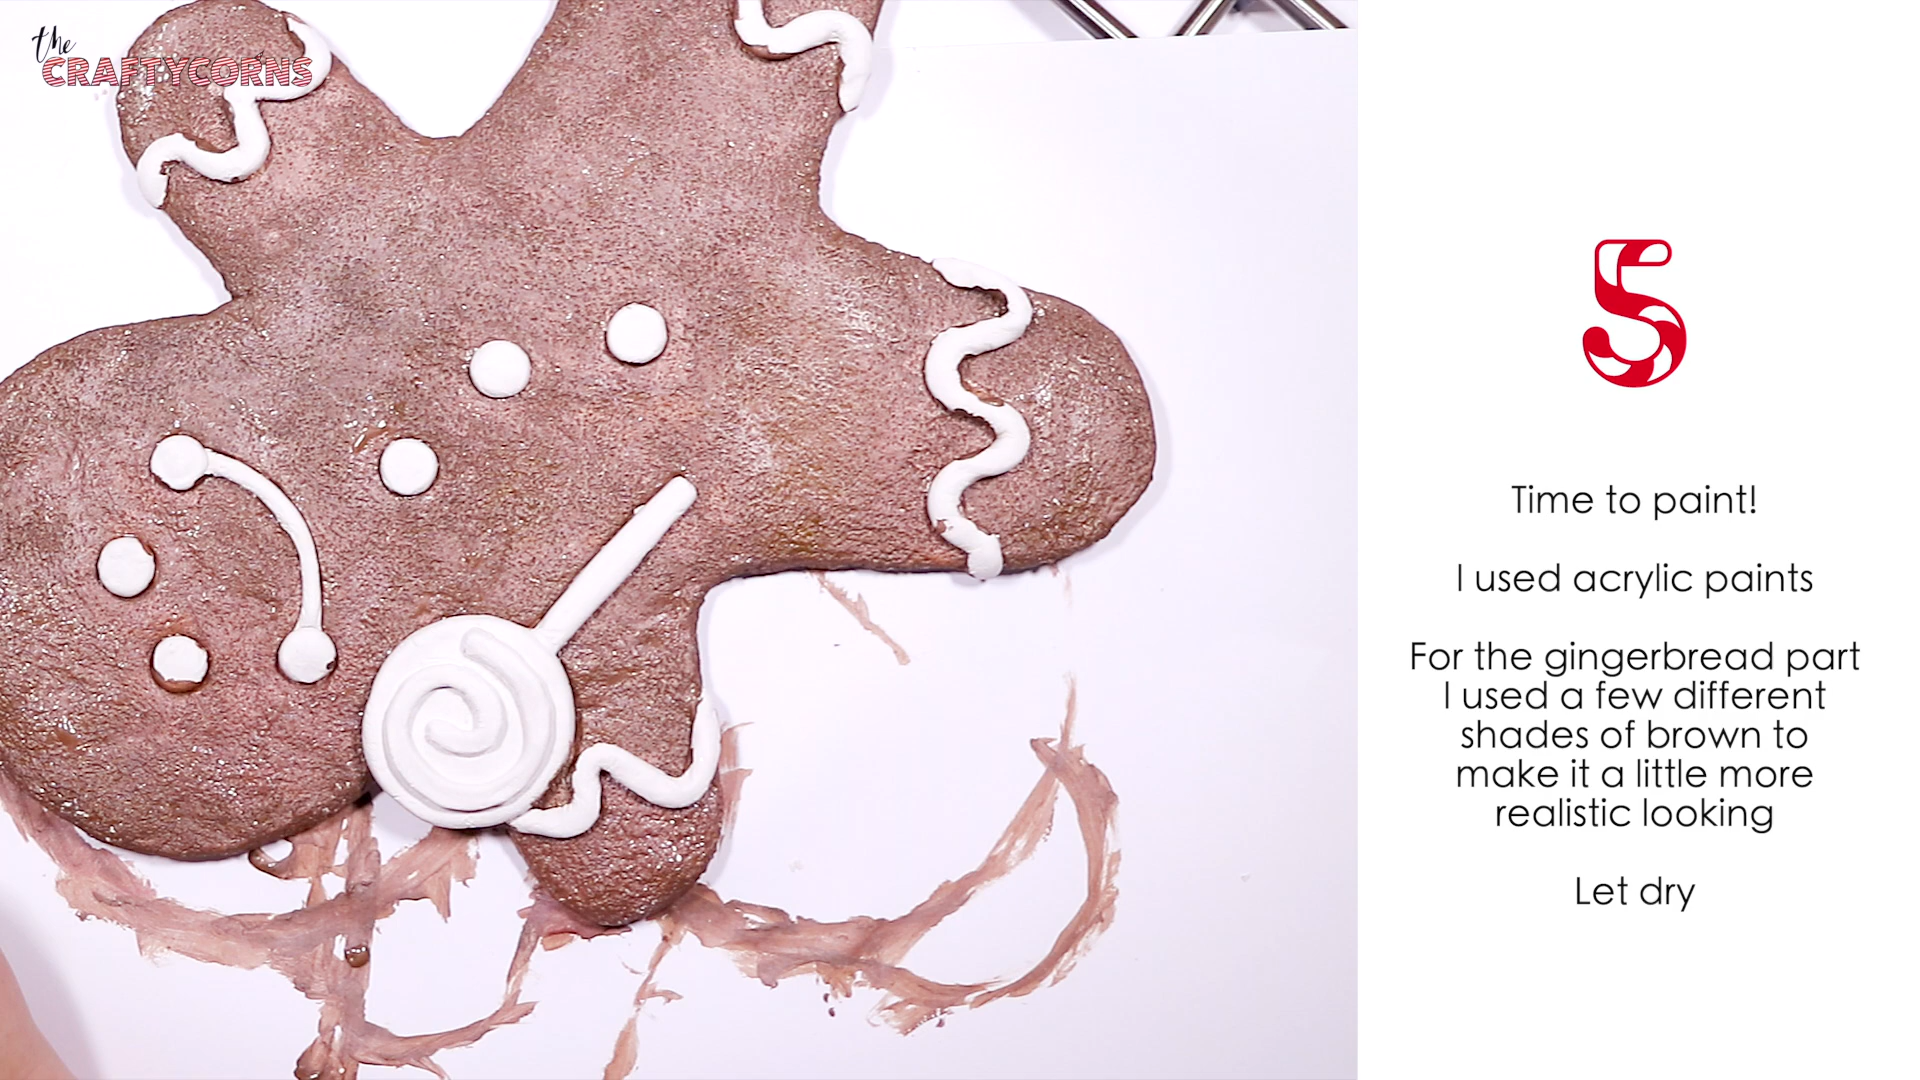 the
CRAFTYCORNS
5
Time to paint!
I used acrylic paints
For the gingerbread part
I used a few different
shades of brown to
make it a little more
realistic looking
Let dry